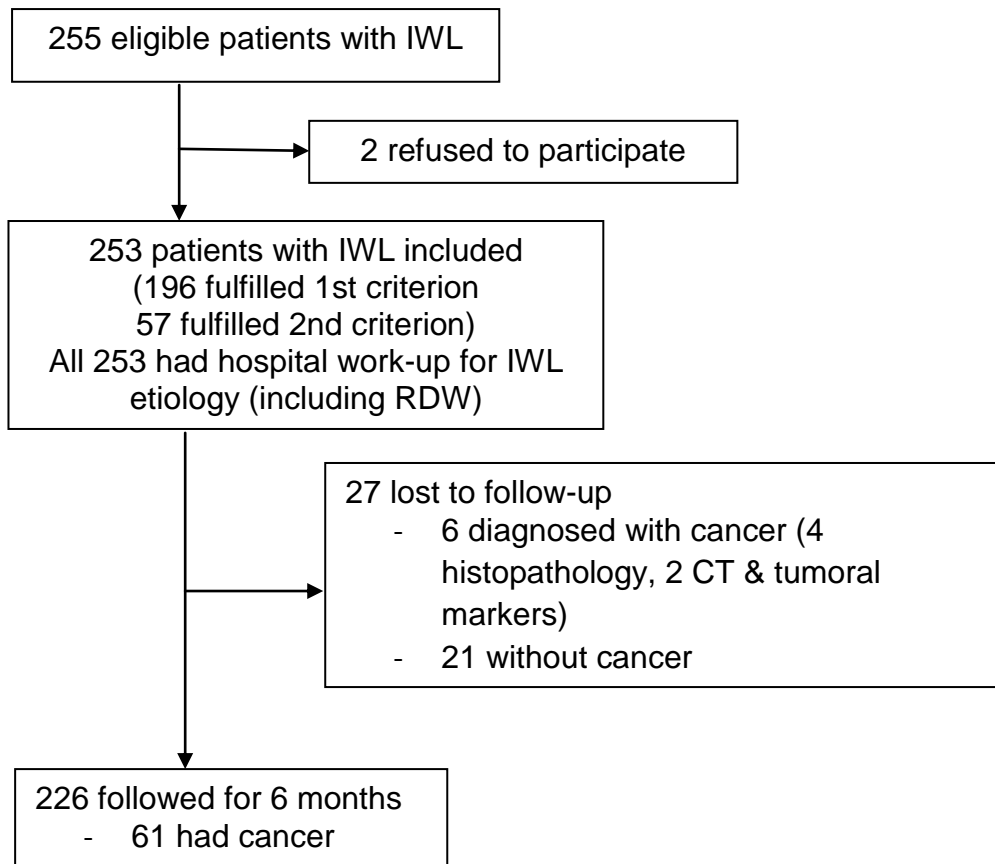 255 eligible patients with IWL
2 refused to participate
253 patients with IWL included
(196 fulfilled 1st criterion
57 fulfilled 2nd criterion)
All 253 had hospital work-up for IWL
etiology (including RDW)
27 lost to follow-up
- 6 diagnosed with cancer (4
histopathology, 2 CT & tumoral
markers)
- 21 without cancer
226 followed for 6 months
- 61 had cancer